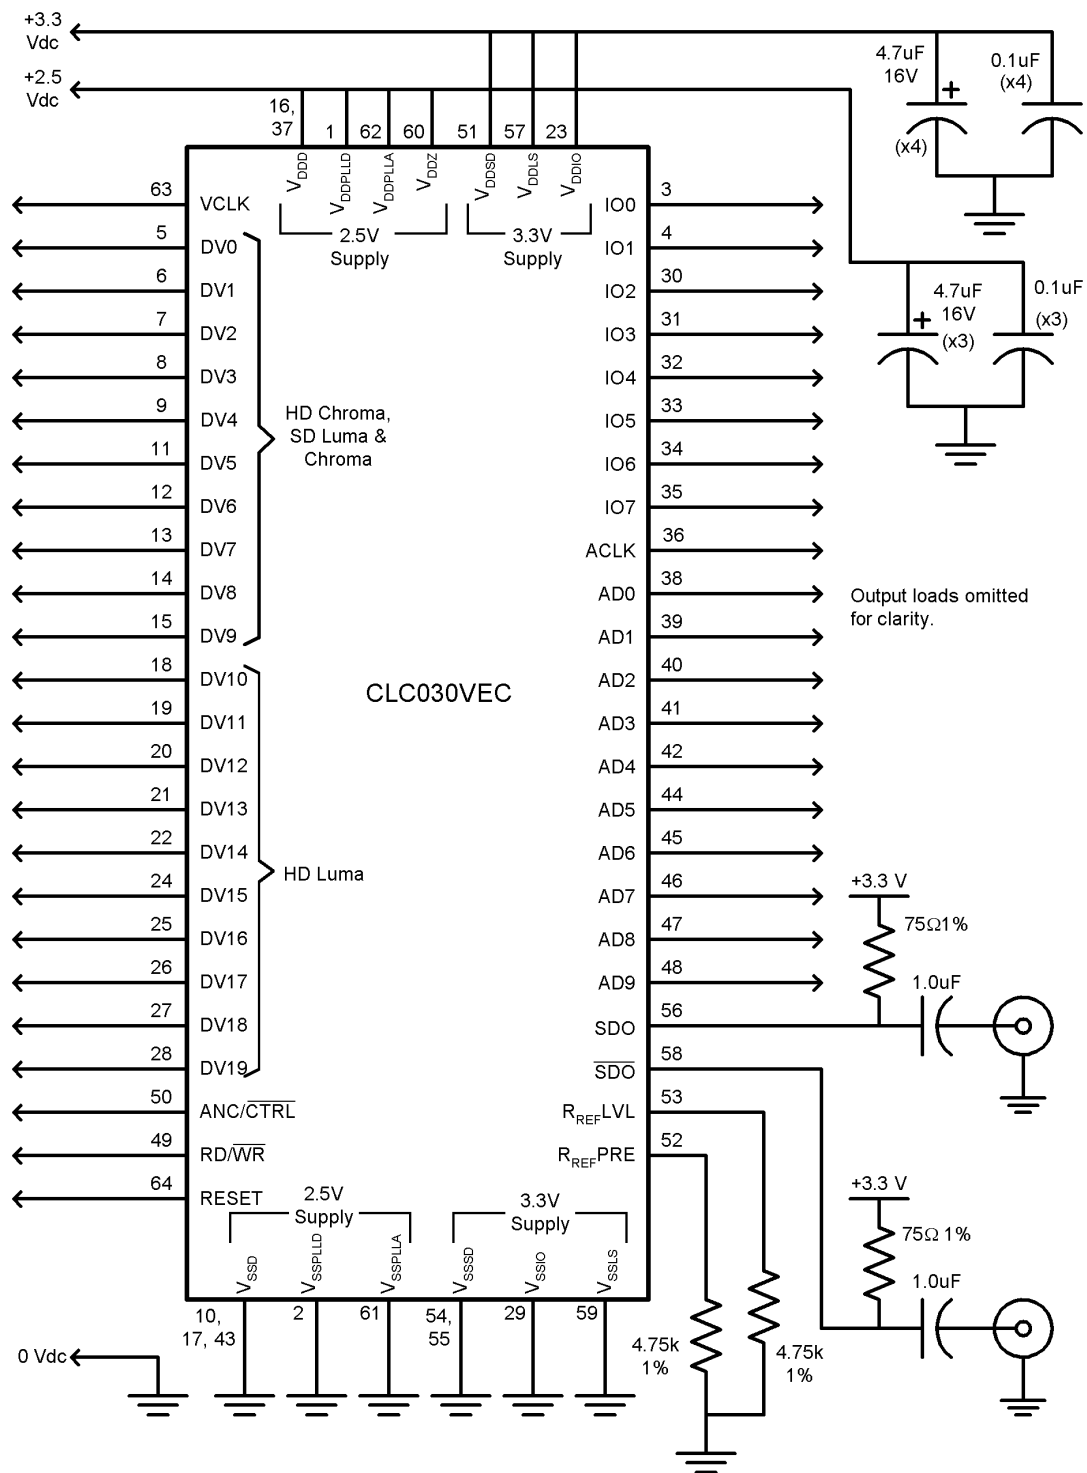 +3.3
Vdc
+2.5
Vdc
4.7uF
16V
+
(x4)
0.1uF
(x4)
16,
37
1
62
60
51
57
23
VDDD
VDDPLLD
VDDPLLA
VDDZ
VDDSD
VDDLS
VDDIO
2.5V
Supply
3.3V
Supply
4.7uF
16V
+
(x3)
0.1uF
(x3)
63 VCLK
5 DV0
6 DV1
7 DV2
8 DV3
9 DV4
11 DV5
12 DV6
13 DV7
14 DV8
15 DV9
18 DV10
19 DV11
20 DV12
21 DV13
22 DV14
24 DV15
25 DV16
26 DV17
27 DV18
28 DV19
50 ANC/CTRL
49 RD/WR
64 RESET
HD Chroma,
SD Luma &
Chroma
HD Luma
CLC030VEC
IO0 3
IO1 4
IO2 30
IO3 31
IO4 32
IO5 33
IO6 34
IO7 35
ACLK 36
AD0 38
AD1 39
AD2 40
AD3 41
AD4 42
AD5 44
AD6 45
AD7 46
AD8 47
AD9 48
SDO 56
SDO 58
RREFLVL 53
RREFPRE 52
Output loads omitted
for clarity.
+3.3 V
75Ω1%
1.0uF
+3.3 V
75Ω 1%
1.0uF
2.5V
Supply
3.3V
Supply
VSSD
VSSPLLD
VSSPLLA
VSSSD
VSSIO
VSSLS
10,
17, 43
2
61
54,
55
29
59
0 Vdc
4.75k
1%
4.75k
1%